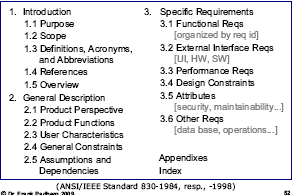 1. Introduction
1.1 Purpose
1.2 Scope
1.3 Definitions, Acronyms,
and Abbreviations
1.4 References
1.5 Overview
2. General Description
2.1 Product Perspective
2.2 Product Functions
2.3 User Characteristics
2.4 General Constraints
2.5 Assumptions and
Dependencies
3. Specific Requirements
3.1 Functional Reqs
[organized by req id]
3.2 External Interface Reqs
[UI, HW, SW]
3.3 Performance Reqs
3.4 Design Constraints
3.5 Attributes
[security, maintainability...]
3.6 Other Reqs
[data base, operations...]
Appendixes
Index
(ANSI/IEEE Standard 830-1984, resp., -1998)
© Dr. Frank Padberg 2009
52